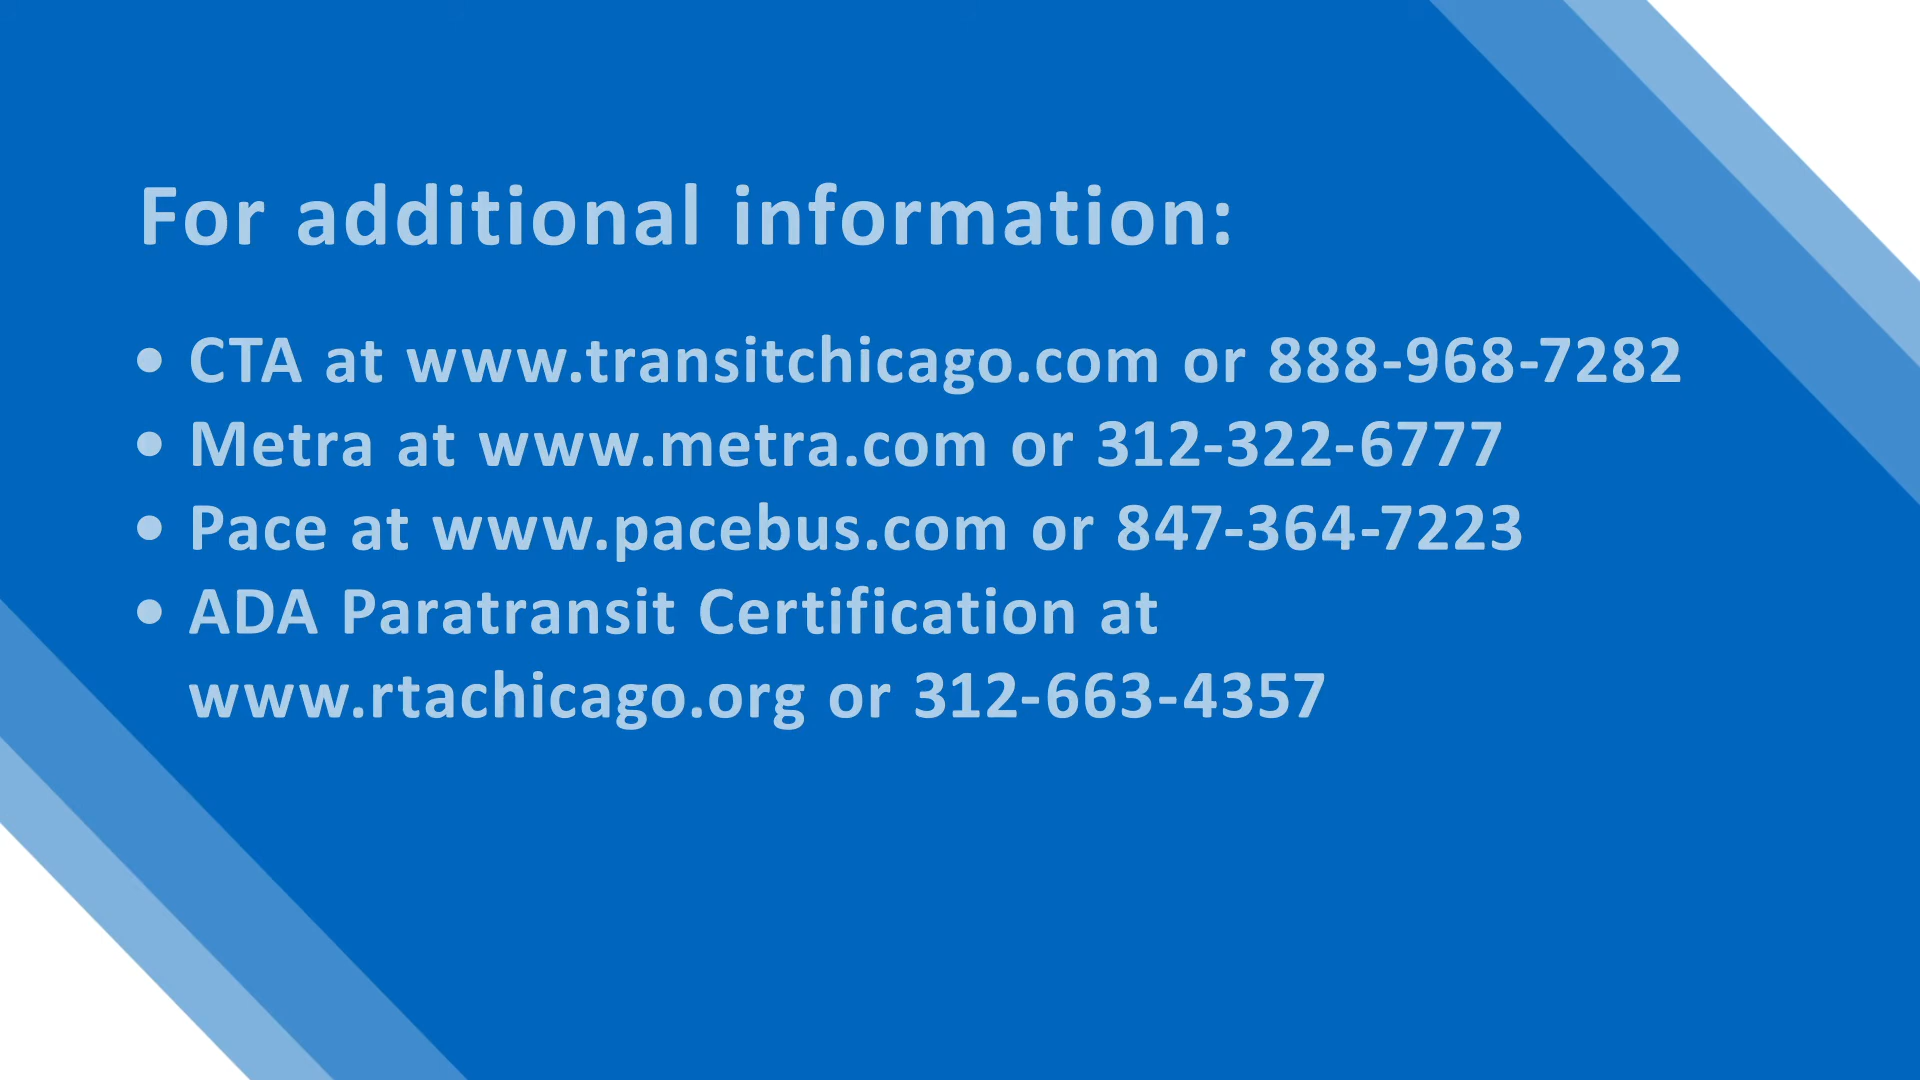 For additional information:
• CTA at www.transitchicago.com or 888-968-7282
• Metra at www.metra.com or 312-322-6777
• Pace at www.pacebus.com or 847-364-7223
• ADA Paratransit Certification at
www.rtachicago.org or 312-663-4357